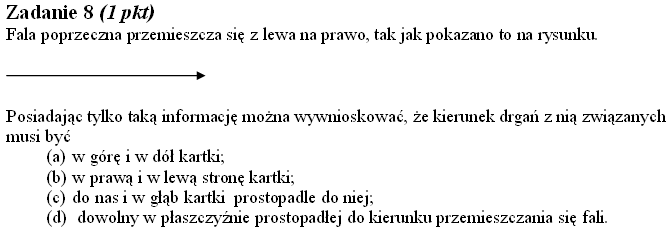 Zadanie 8 (1 pkt)
Fala poprzeczna przemieszcza się z lewa na prawo, tak jak pokazano to na rysunku.
Posiadając tylko taką informację można wywnioskować, że kierunek drgań z nią związanych
musi być
(a) w górę i w dół kartki;
(b) w prawą i w lewą stronę kartki;
(c) do nas i w głąb kartki prostopadle do niej;
(d) dowolny w płaszczyźnie prostopadłej do kierunku przemieszczania się fali.